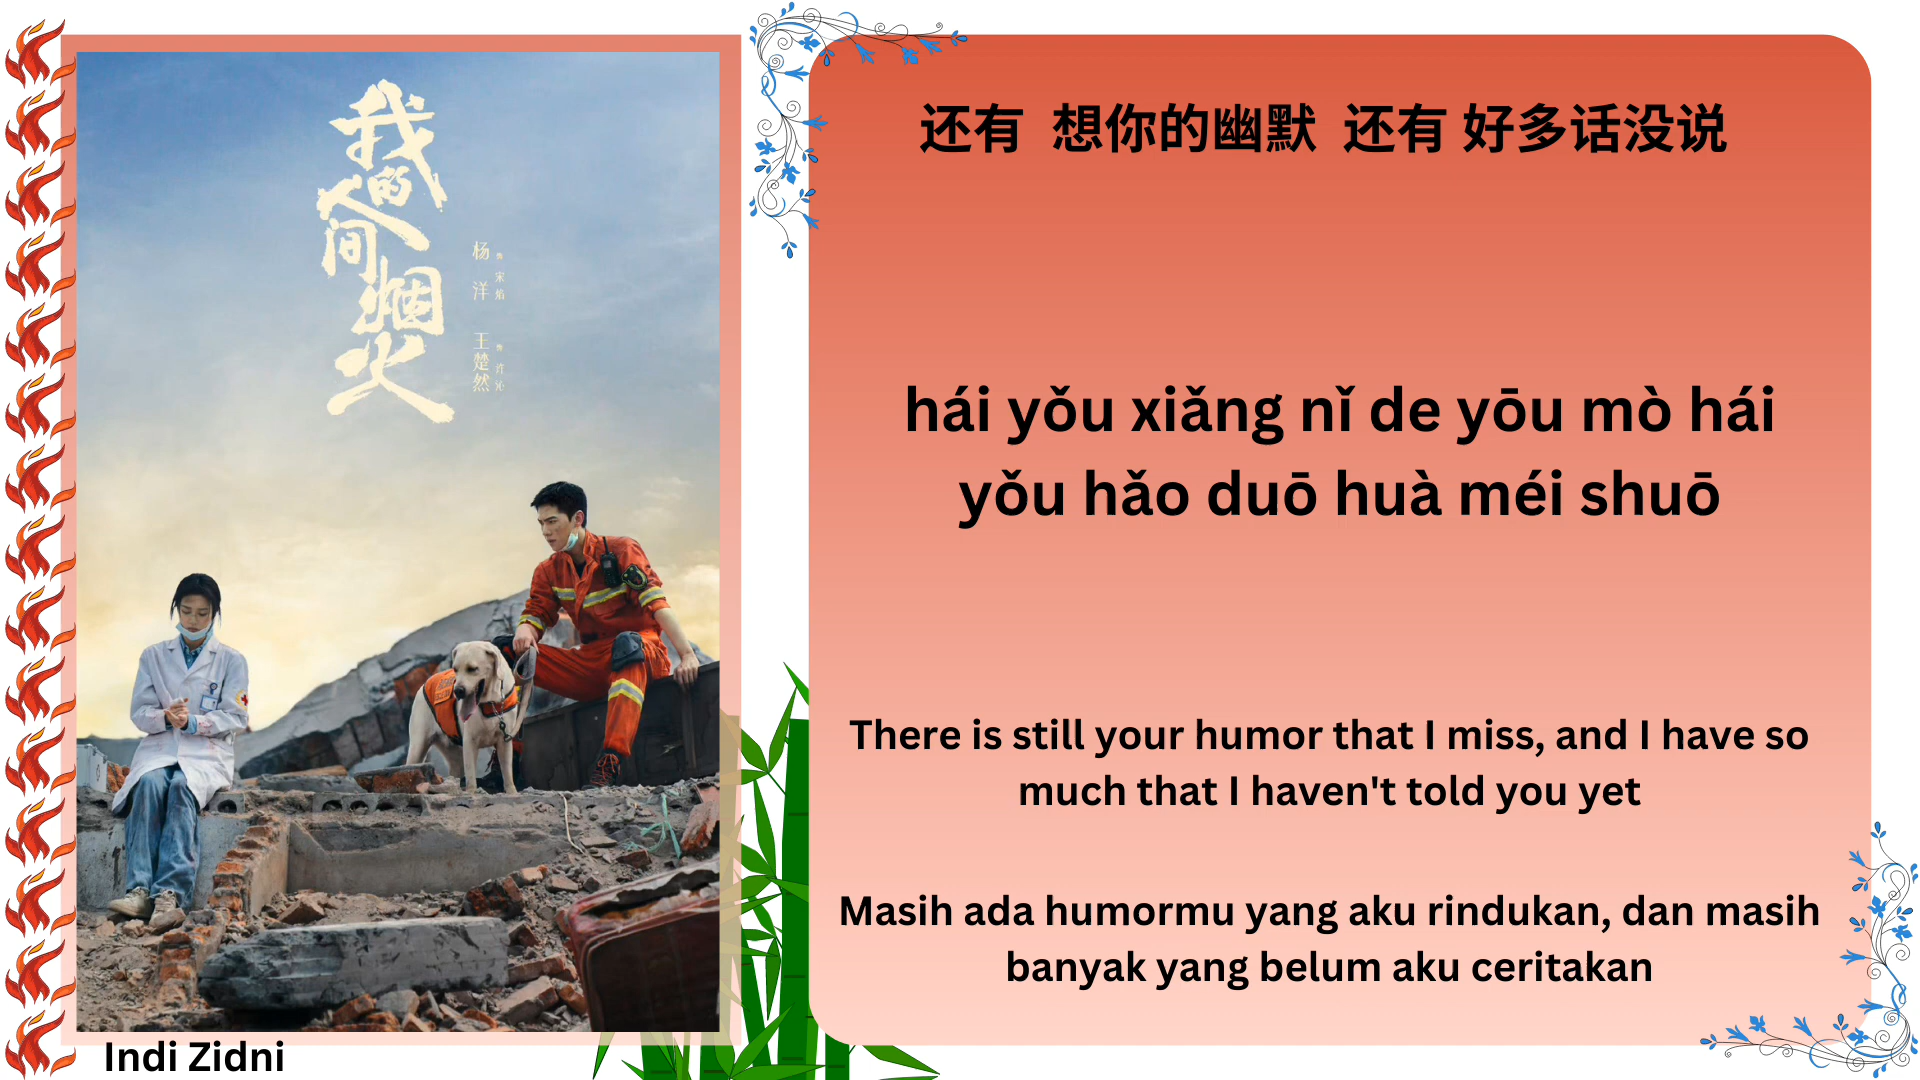 我的人间烟火
杨洋 饰 宋焰
王楚然 饰 许沁
还有 想你的幽默 还有 好多话没说
hái yǒu xiǎng nǐ de yōu mò hái
yǒu hǎo duō huà méi shuō
There is still your humor that I miss, and I have so
much that I haven't told you yet
Masih ada humormu yang aku rindukan, dan masih
banyak yang belum aku ceritakan
Indi Zidni